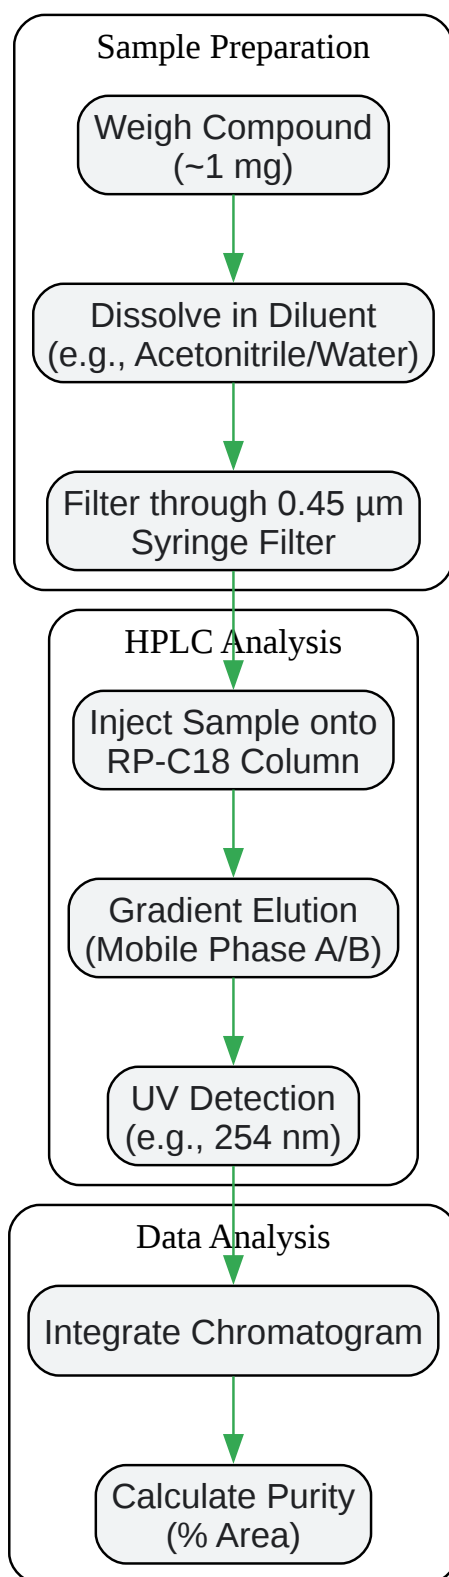 Sample Preparation
Weigh Compound
(~1 mg)
Dissolve in Diluent
(e.g., Acetonitrile/Water)
Filter through 0.45 µm
Syringe Filter
HPLC Analysis
Inject Sample onto
RP-C18 Column
Gradient Elution
(Mobile Phase A/B)
UV Detection
(e.g., 254 nm)
Data Analysis
Integrate Chromatogram
Calculate Purity
(% Area)